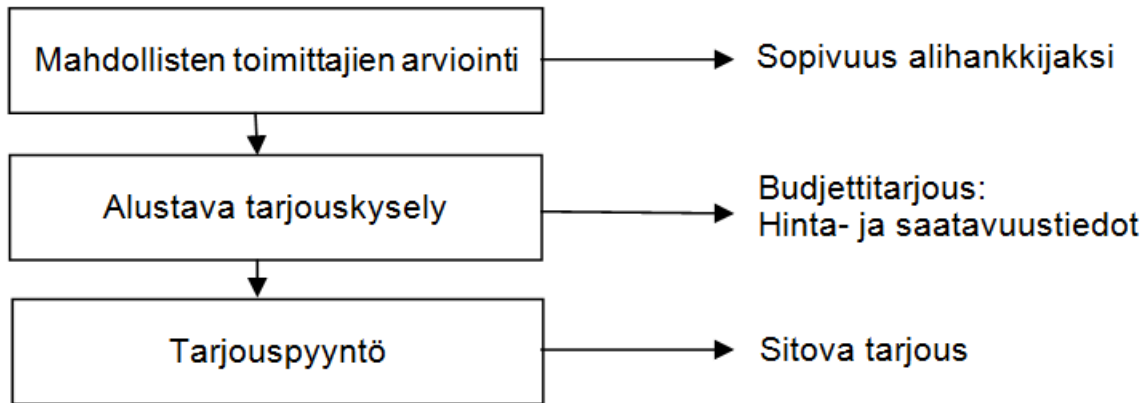 Mahdollisten toimittajien arviointi
Sopivuus alihankkijaksi
Alustava tarjouskysely
Budjettitarjous:
Hinta- ja saatavuustiedot
Tarjouspyyntö
Sitova tarjous